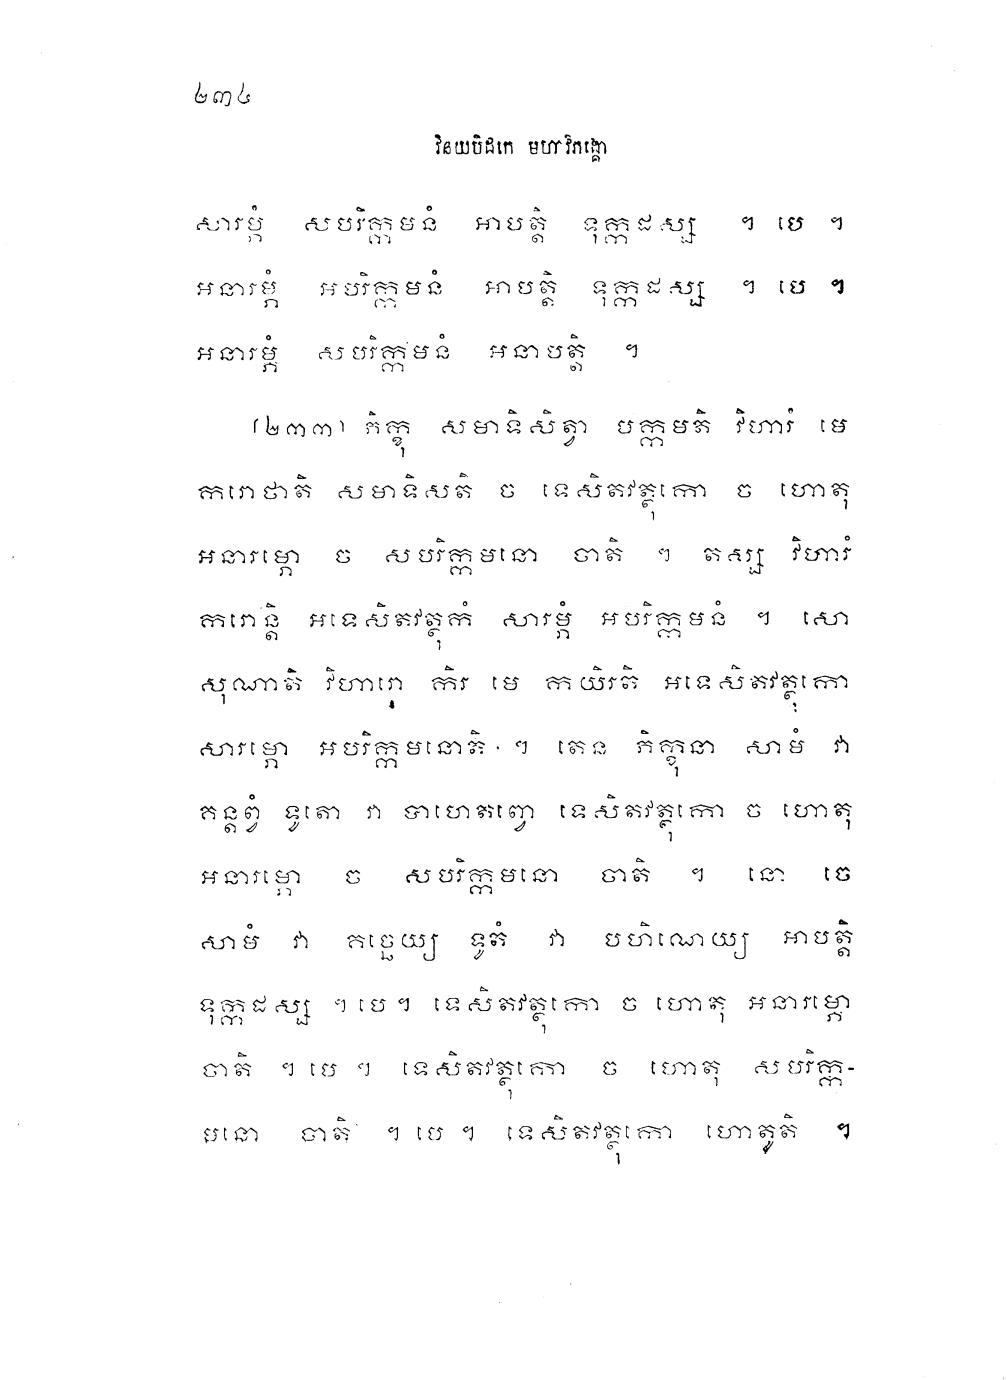 ២៣៤
វិនយបិដកេ មហាវិភង្គោ
សារម្ភំ សបរិក្កមនំ អាបត្តិ ទុក្កដស្ស ។ បេ ។
អនារម្ភំ អបរិក្កមនំ អាបត្តិ ទុក្កដស្ស ។ បេ ។
អនារម្ភំ សបរិក្កមនំ អនាបត្តិ ។
(២៣៣) ភិក្ខុ សមាទិសិត្វា បក្កមតិ វិហារំ មេ
ករោថាតិ សមាទិសតិ ច ទេសិតវត្ថុកោ ច ហោតុ
អនារម្ភោ ច សបរិក្កមនោ ចាតិ ។ តស្ស វិហារំ
ករោន្តិ អទេសិតវត្ថុកំ សារម្ភំ អបរិក្កមនំ ។ សោ
សុណាតិ វិហារោ កិរ មេ កយិរតិ អទេសិតវត្ថុកោ
សារម្ភោ អបរិក្កមនោតិ ។ តេន ភិក្ខុនា សាមំ វា
គន្តព្វំ ទូតោ វា បាហេតព្វោ ទេសិតវត្ថុកោ ច ហោតុ
អនារម្ភោ ច សបរិក្កមនោ ចាតិ ។ នោ ចេ
សាមំ វា គច្ឆេយ្យ ទូតំ វា បហិណេយ្យ អាបត្តិ
ទុក្កដស្ស ។ បេ ។ ទេសិតវត្ថុកោ ច ហោតុ អនារម្ភោ
ចាតិ ។ បេ ។ ទេសិតវត្ថុកោ ច ហោតុ សបរិក្ក-
មនោ ចាតិ ។ បេ ។ ទេសិតវត្ថុកោ ហោតូតិ ។